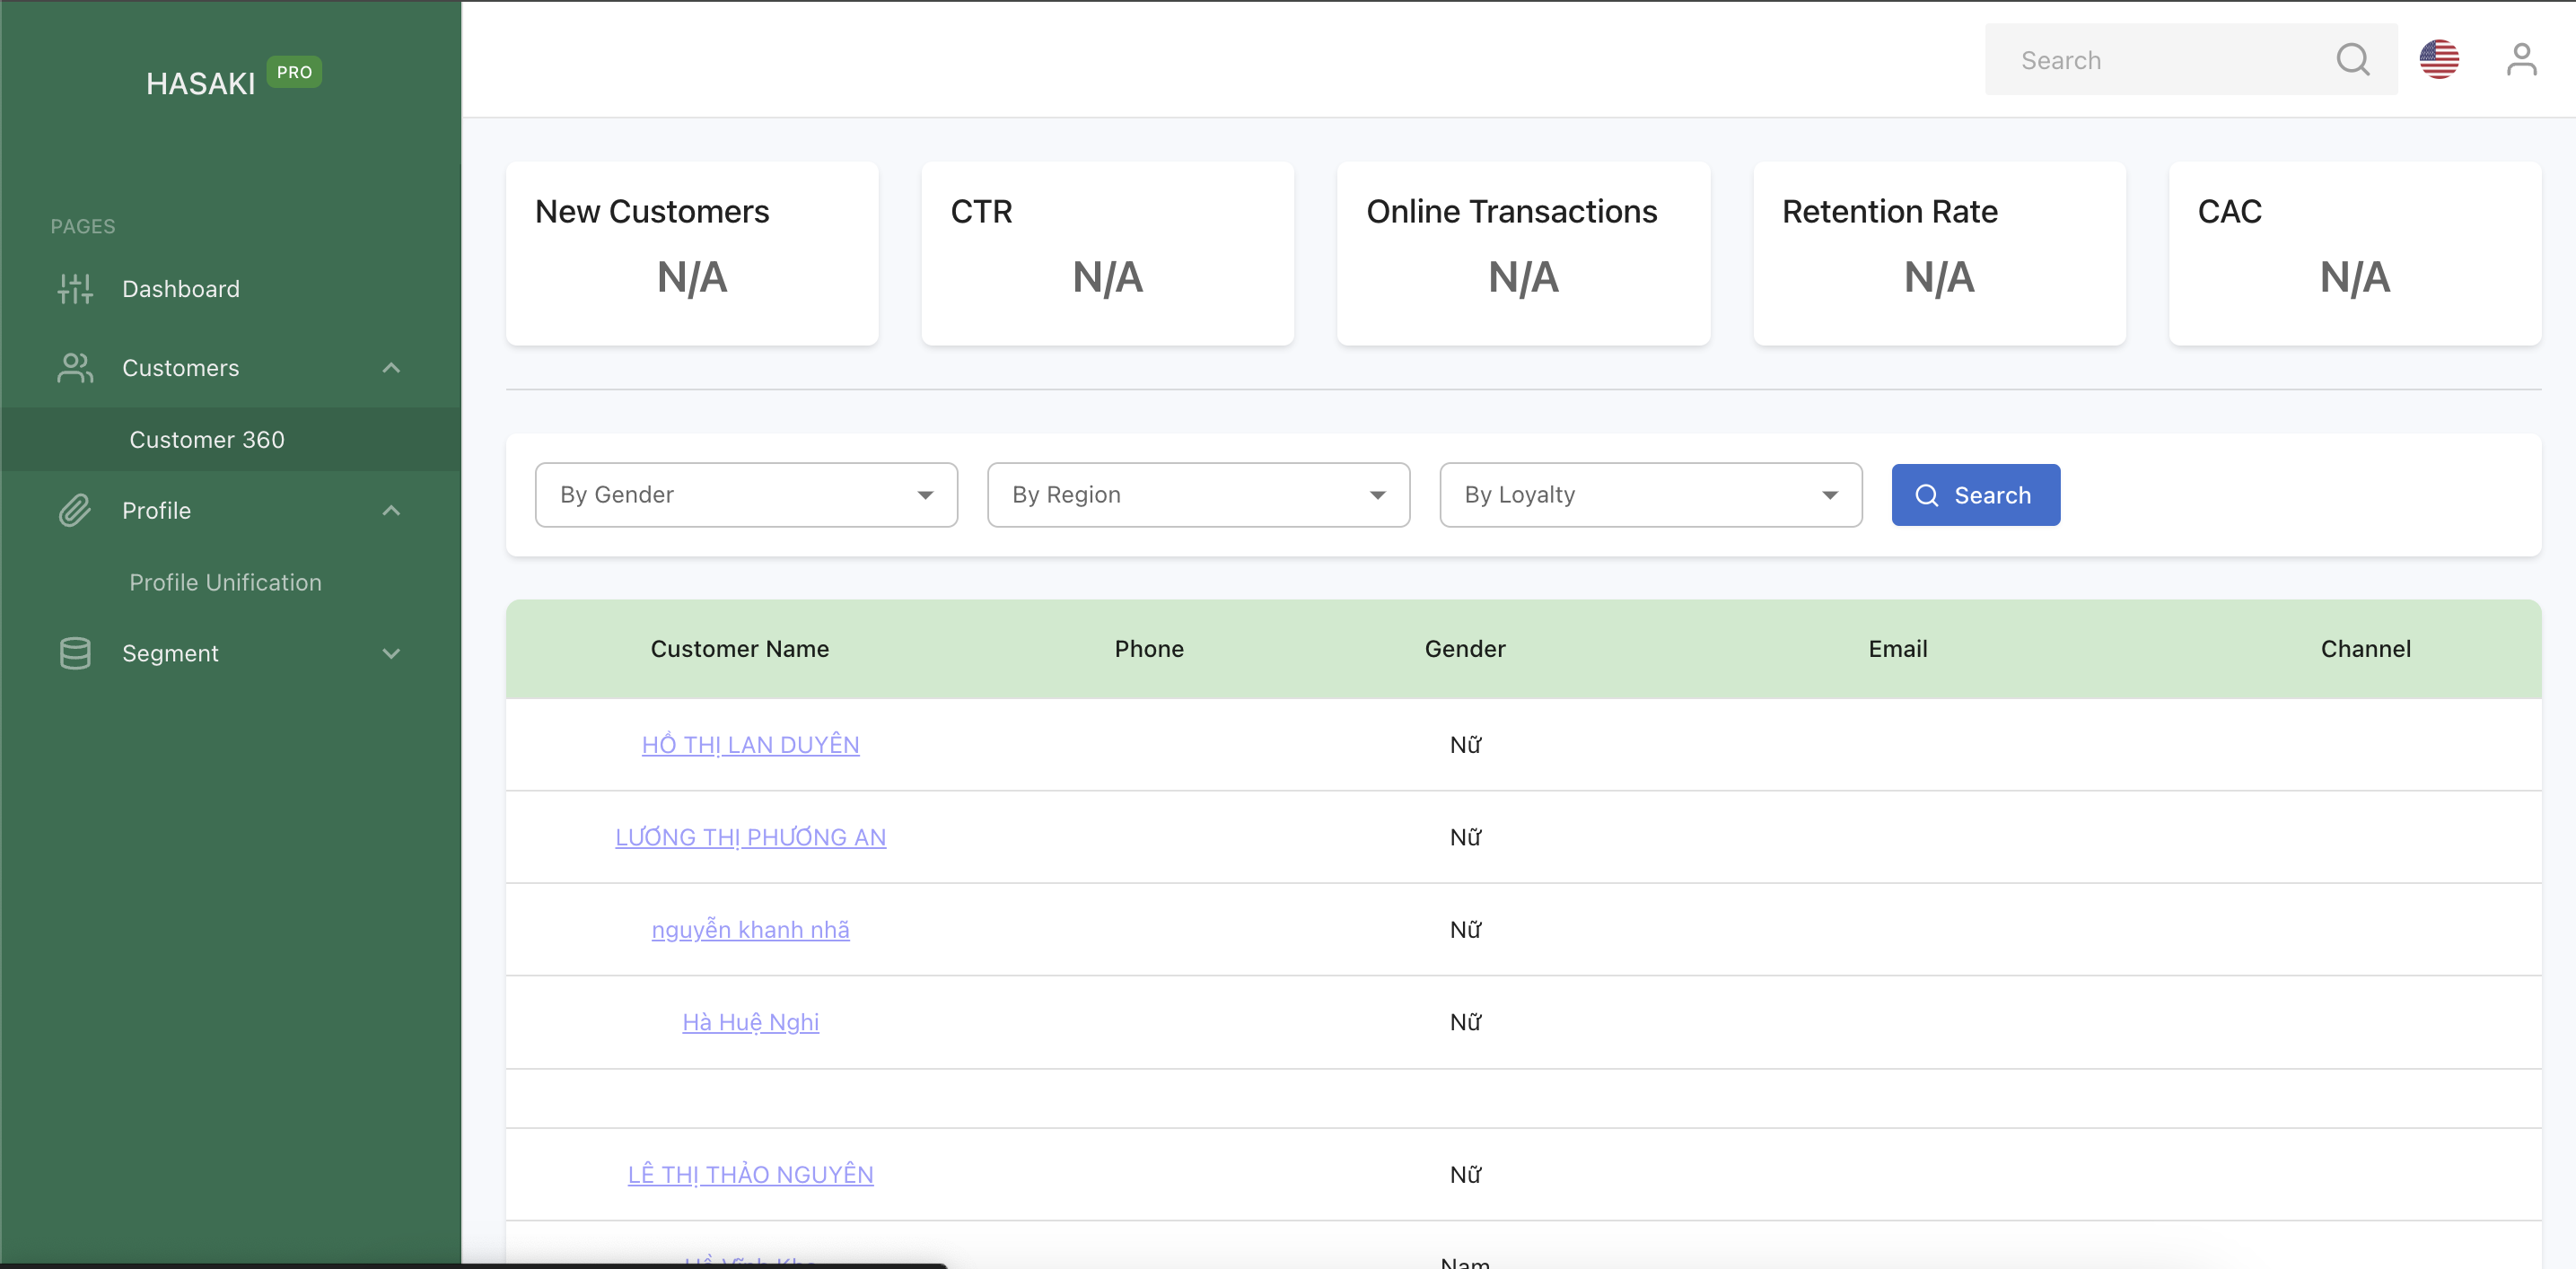 HASAKI PRO
Search
PAGES
Dashboard
Customers
Customer 360
Profile
Profile Unification
Segment
New Customers
N/A
CTR
N/A
Online Transactions
N/A
Retention Rate
N/A
CAC
N/A
By Gender
By Region
By Loyalty
Search
Customer Name Phone Gender Email Channel
HỒ THỊ LAN DUYÊN Nữ
LƯƠNG THỊ PHƯƠNG AN Nữ
nguyễn khanh nhã Nữ
Hà Huệ Nghi Nữ
LÊ THỊ THẢO NGUYÊN Nữ
Nam